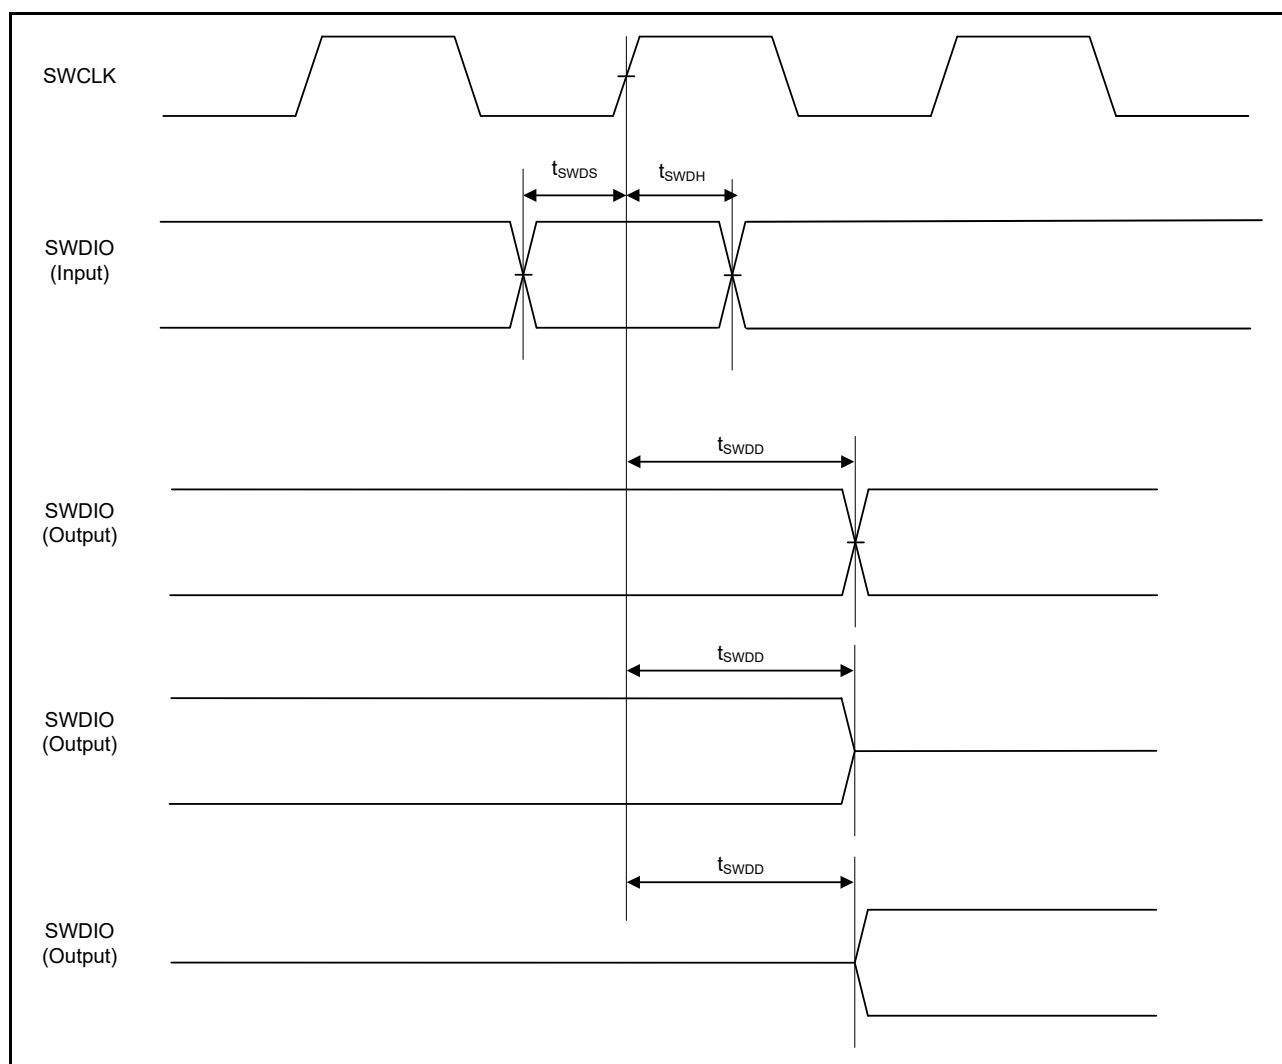 SWCLK
tSWDS
tSWDH
SWDIO
(Input)
tSWDD
SWDIO
(Output)
tSWDD
SWDIO
(Output)
tSWDD
SWDIO
(Output)